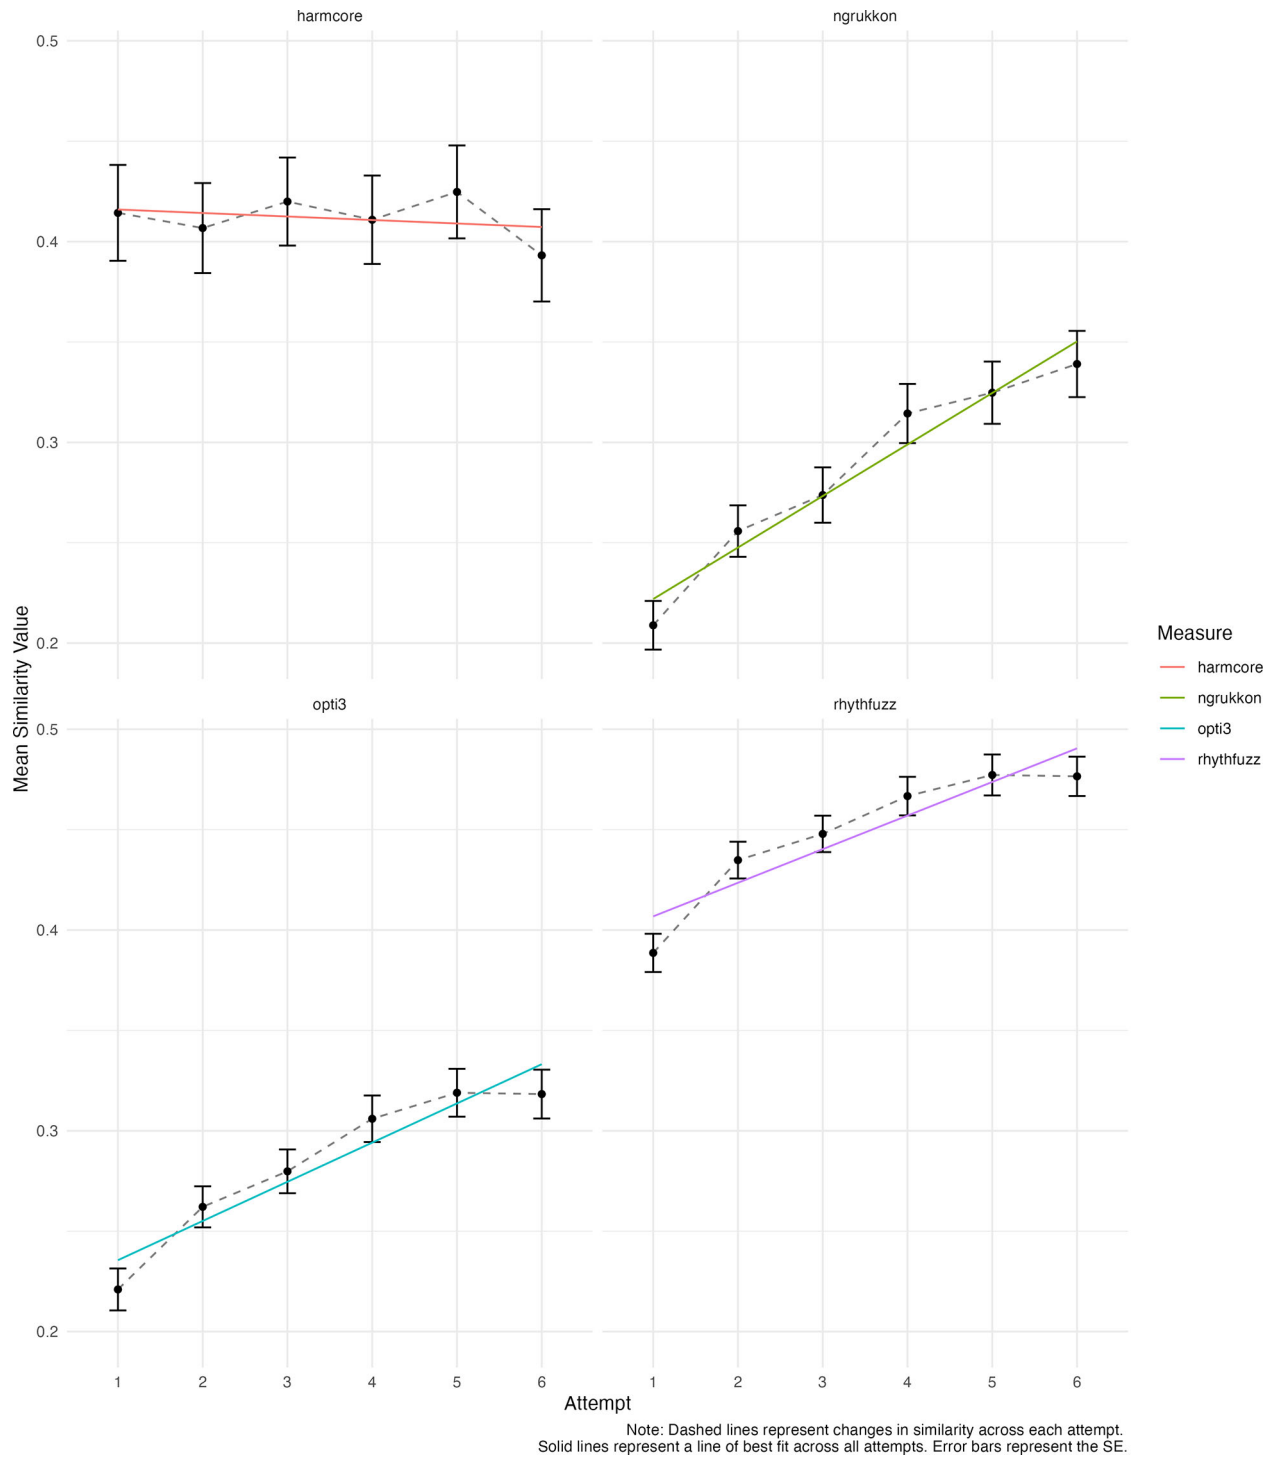 harmcore
ngrukkon
0.5
0.4
0.3
0.2
opti3
rhythfuzz
0.5
0.4
0.3
0.2
1 2 3 4 5 6
1 2 3 4 5 6
Mean Similarity Value
Attempt
Measure
harmcore
ngrukkon
opti3
rhythfuzz
Note: Dashed lines represent changes in similarity across each attempt.
Solid lines represent a line of best fit across all attempts. Error bars represent the SE.